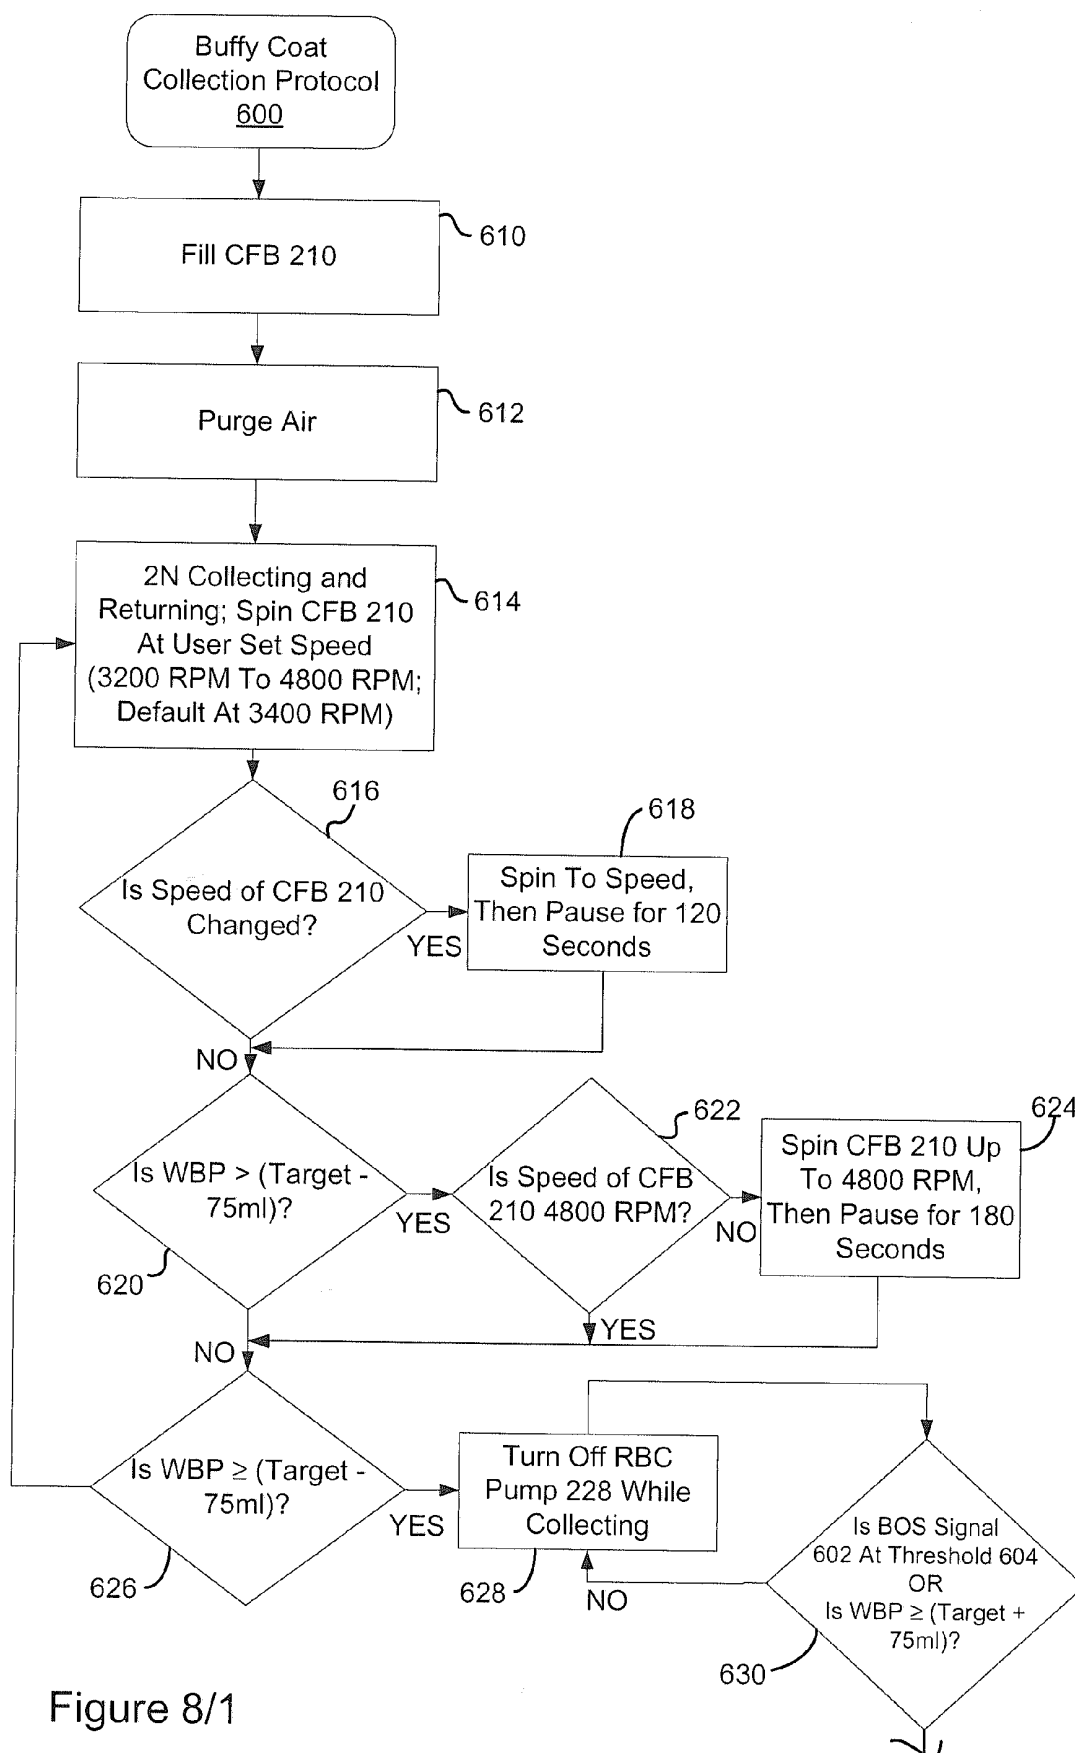 Buffy Coat
Collection Protocol
600
Fill CFB 210
610
Purge Air
612
2N Collecting and
Returning; Spin CFB 210
At User Set Speed
(3200 RPM To 4800 RPM;
Default At 3400 RPM)
614
616
Is Speed of CFB 210
Changed?
YES
618
Spin To Speed,
Then Pause for 120
Seconds
NO
Is WBP > (Target -
75ml)?
620
YES
622
Is Speed of CFB
210 4800 RPM?
NO
YES
624
Spin CFB 210 Up
To 4800 RPM,
Then Pause for 180
Seconds
NO
Is WBP ≥ (Target -
75ml)?
626
YES
Turn Off RBC
Pump 228 While
Collecting
628
NO
Is BOS Signal
602 At Threshold 604
OR
Is WBP ≥ (Target +
75ml)?
630
Figure 8/1